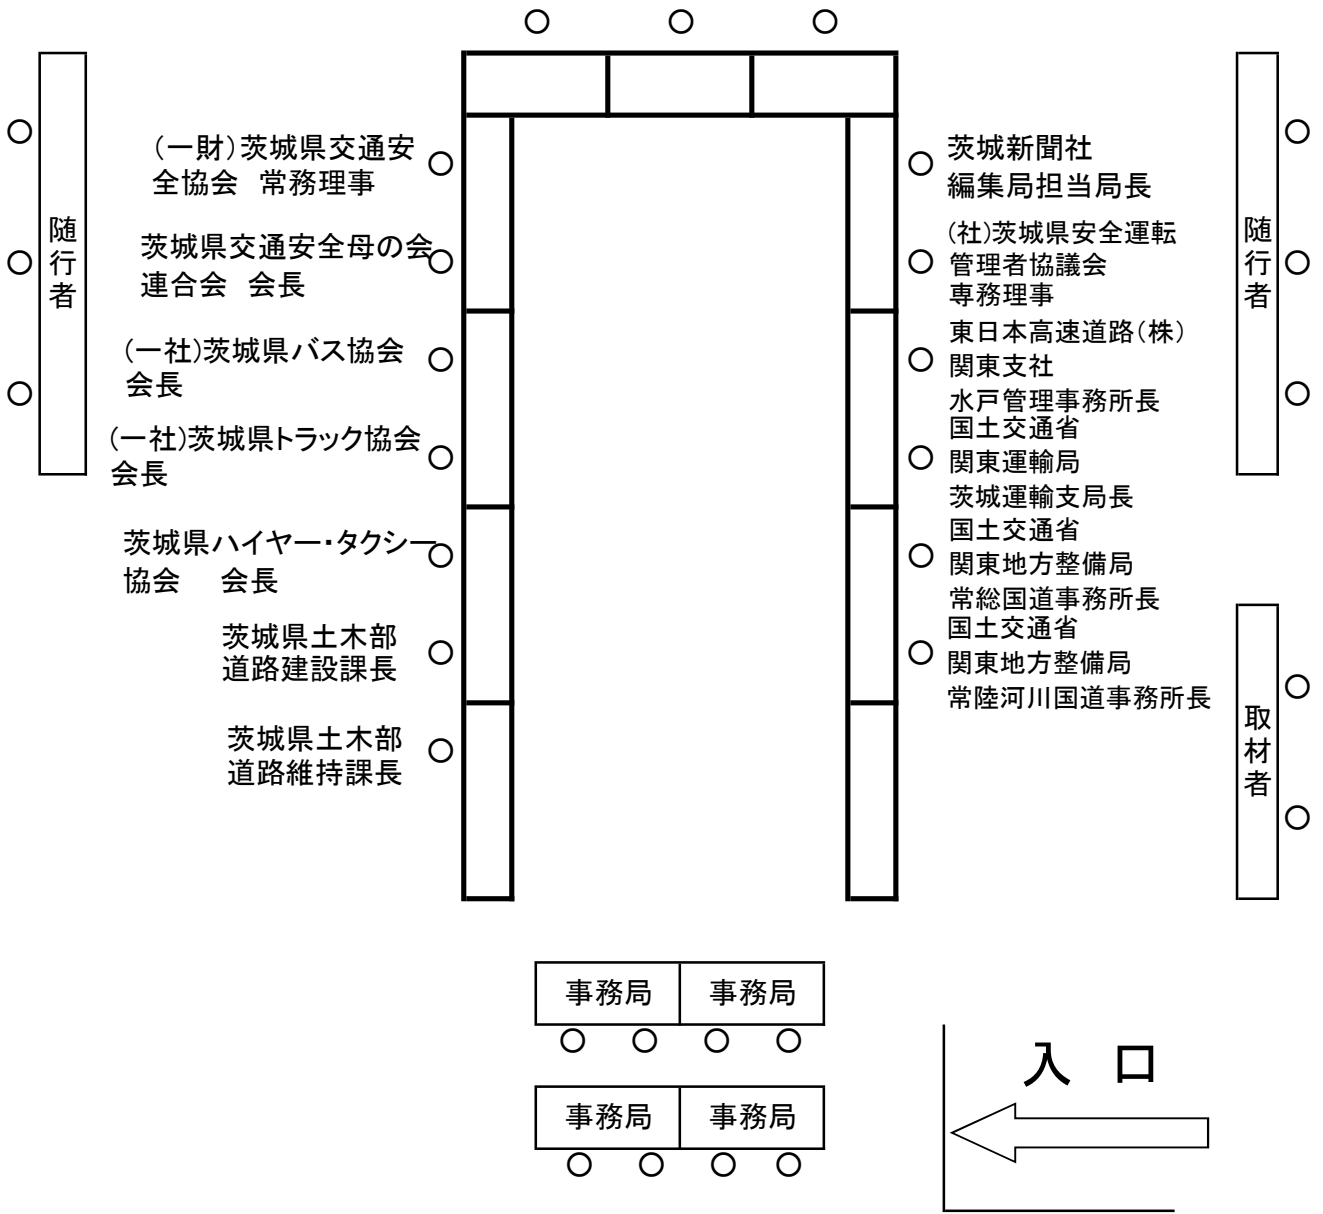 随行者
（一財）茨城県交通安
全協会　常務理事
茨城県交通安全母の会
連合会　会長
（一社）茨城県バス協会
会長
（一社）茨城県トラック協会
会長
茨城県ハイヤー・タクシー
協会　会長
茨城県土木部
道路建設課長
茨城県土木部
道路維持課長
茨城新聞社
編集局担当局長
（社）茨城県安全運転
管理者協議会
専務理事
東日本高速道路（株）
関東支社
水戸管理事務所長
国土交通省
関東運輸局
茨城運輸支局長
国土交通省
関東地方整備局
常総国道事務所長
国土交通省
関東地方整備局
常陸河川国道事務所長
随行者
取材者
事務局　事務局
事務局　事務局
入　口